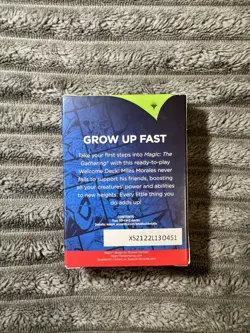 GROW UP FAST
Take your first steps into Magic: The
Gathering® with this ready-to-play
Welcome Deck! Miles Morales never
fails to support his friends, boosting
all your creatures' power and abilities
to new heights. Every little thing you
do adds up!
CONTENTS:
XSZ122L130451